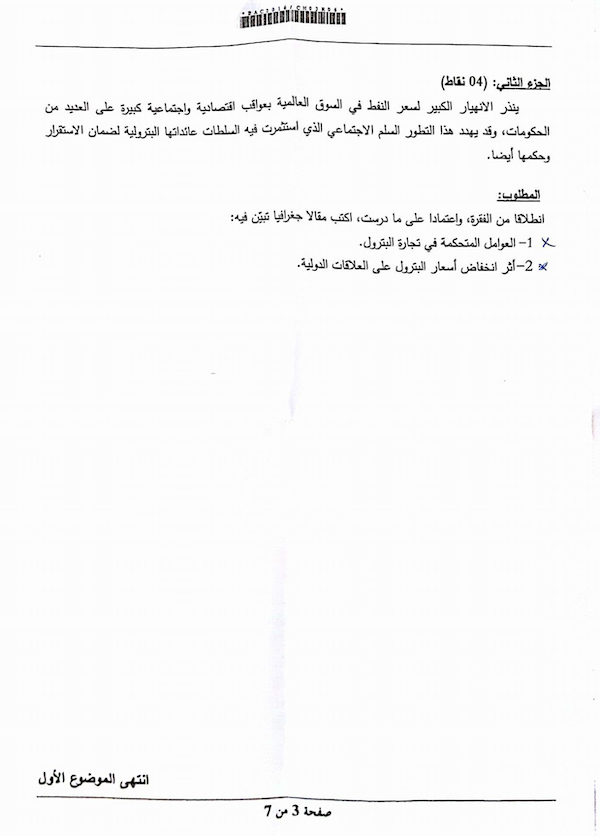 *BAC2016/CH03R06*
الجزء الثاني: (04 نقاط)
ينذر الانهيار الكبير لسعر النفط في السوق العالمية بعواقب اقتصادية واجتماعية كبيرة على العديد من
الحكومات، وقد يهدد هذا التطور السلم الاجتماعي الذي استثمرت فيه السلطات عائداتها البترولية لضمان الاستقرار
وحكمها أيضا.
المطلوب:
انطلاقا من الفقرة، واعتمادا على ما درست، اكتب مقالا جغرافيا تبيّن فيه:
1- العوامل المتحكمة في تجارة البترول.
2-أثر انخفاض أسعار البترول على العلاقات الدولية.
انتهى الموضوع الأول
صفحة 3 من 7